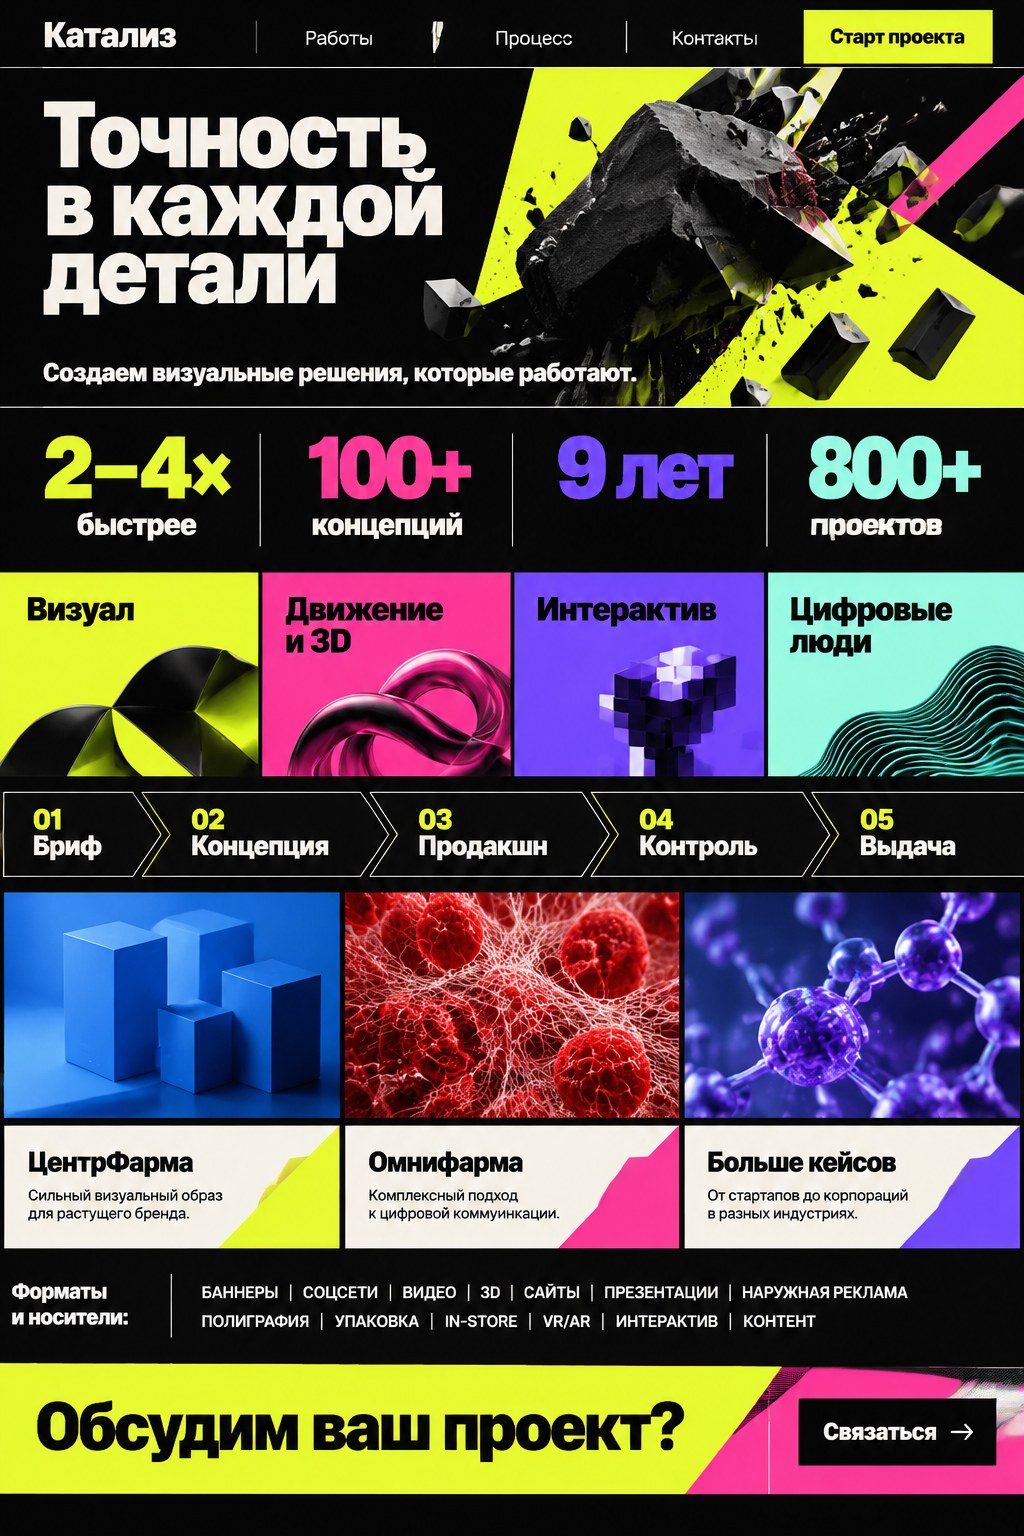 Катализ
Работы
Процесс
Контакты
Старт проекта
Точность
в каждой
детали
Создаем визуальные решения, которые работают.
2–4x
быстрее
100+
концепций
9 лет
800+
проектов
Визуал
Движение
и 3D
Интерактив
Цифровые
люди
01
Бриф
02
Концепция
03
Продакшн
04
Контроль
05
Выдача
ЦентрФарма
Сильный визуальный образ
для растущего бренда.
Омнифарма
Комплексный подход
к цифровой коммуинкации.
Больше кейсов
От стартапов до корпораций
в разных индустриях.
Форматы
и носители:
БАННЕРЫ | СОЦСЕТИ | ВИДЕО | 3D | САЙТЫ | ПРЕЗЕНТАЦИИ | НАРУЖНАЯ РЕКЛАМА
ПОЛИГРАФИЯ | УПАКОВКА | IN-STORE | VR/AR | ИНТЕРАКТИВ | КОНТЕНТ
Обсудим ваш проект?
Связаться →